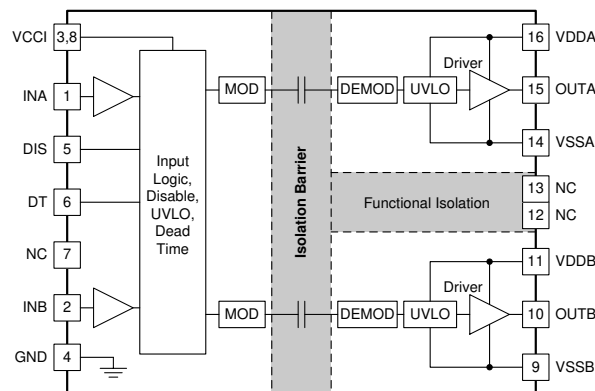 VCCI 3,8
INA 1
DIS 5
DT 6
NC 7
INB 2
GND 4
Input
Logic,
Disable,
UVLO,
Dead
Time
MOD
MOD
Isolation Barrier
DEMOD
UVLO
Driver
Functional Isolation
DEMOD
UVLO
Driver
16 VDDA
15 OUTA
14 VSSA
13 NC
12 NC
11 VDDB
10 OUTB
9 VSSB